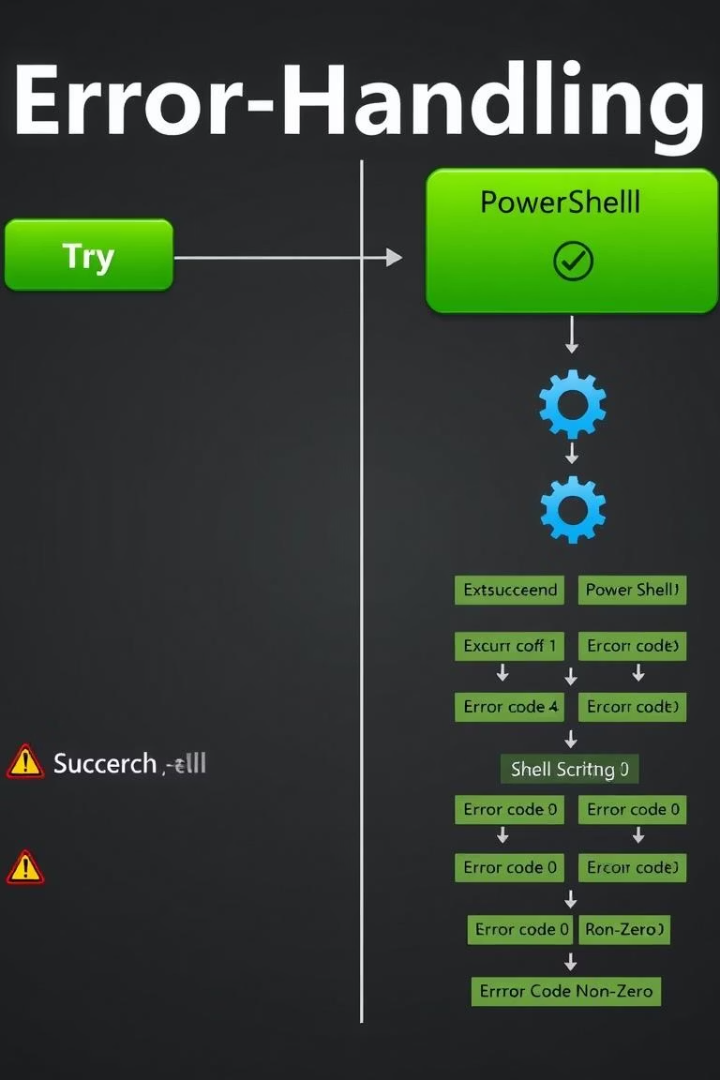 Error-Handling
Try
PowerShelll
Extsucceend
Power Shell)
Excurr coff 1
Ercorr code)
Error code 4
Ercorr code)
Succerch
Shell Scritng 0
Error code 0
Error code 0
Error code 0
Ercorr code)
Error code 0
Ron-Zero)
Errror Code Non-Zero